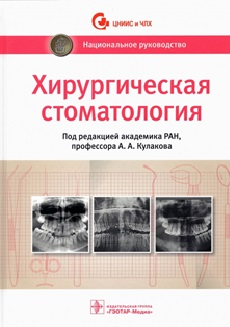 ЦНИИС и ЧЛХ
Национальное руководство
Хирургическая
стоматология
Под редакцией академика РАН,
профессора А. А. Кулакова
ИЗДАТЕЛЬСКАЯ ГРУППА
«ГЭОТАР-Медиа»